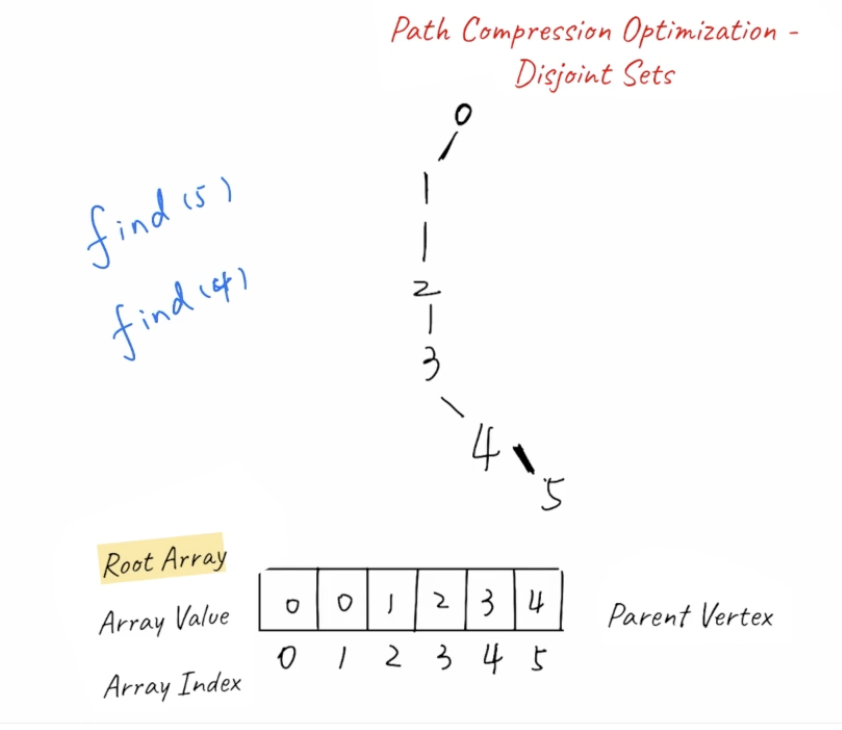 Path Compression Optimization -
Disjoint Sets
0
find(5)
1
find(4)
2
3
4
5
Root Array
Array Value 0 0 1 2 3 4 Parent Vertex
0 1 2 3 4 5
Array Index